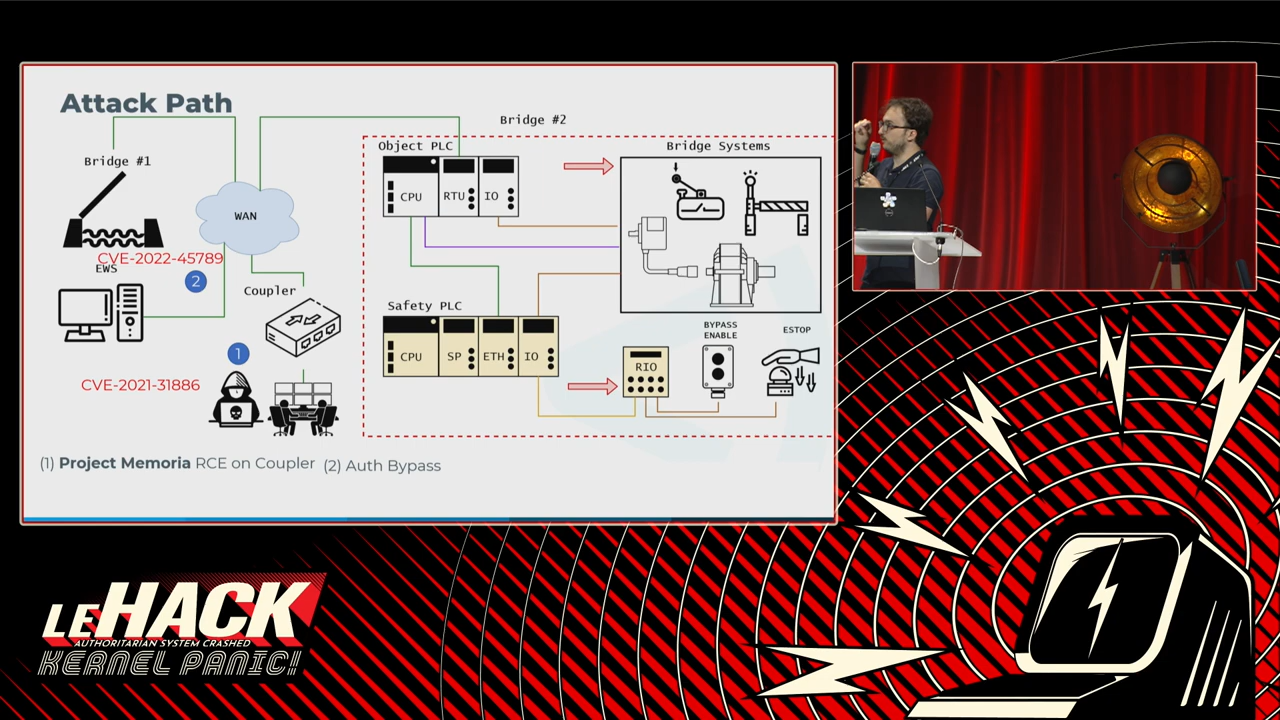 Attack Path
Bridge #2
Bridge #1
WAN
CVE-2022-45789
EWS
2
Coupler
1
CVE-2021-31886
Object PLC
CPU
RTU
IO
Bridge Systems
Safety PLC
CPU
SP
ETH
IO
RIO
BYPASS
ENABLE
ESTOP
(1) Project Memoria RCE on Coupler (2) Auth Bypass
LEHACK
AUTHORITARIAN SYSTEM CRASHED
KERNEL PANIC!